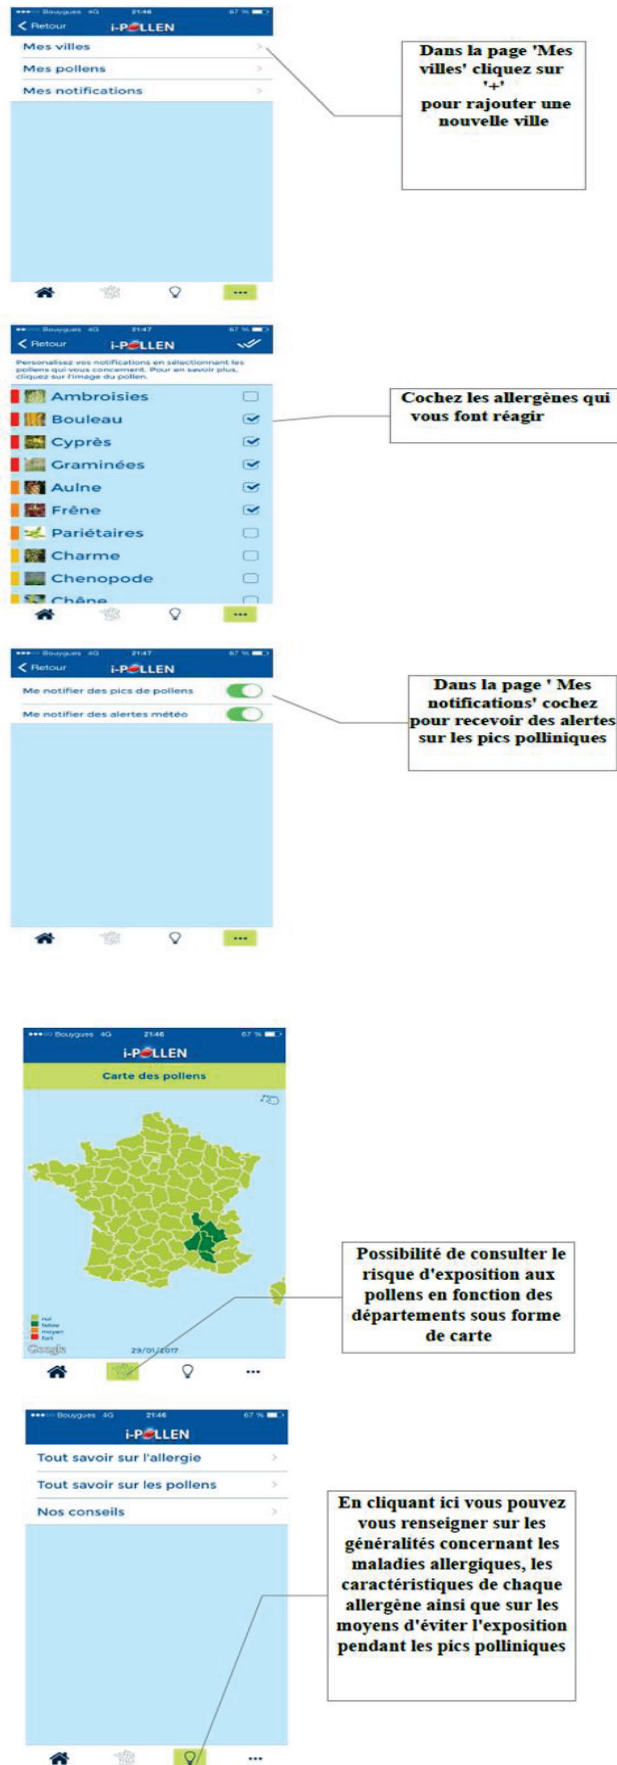 Bouygues 4G 21:46 67 %
Retour i-POLLEN
Mes villes
Mes pollens
Mes notifications
Dans la page 'Mes
villes' cliquez sur
'+'
pour rajouter une
nouvelle ville
Bouygues 4G 21:47 67 %
Retour i-POLLEN
Personalisez vos notifications en sélectionnant les
pollens qui vous concernent. Pour en savoir plus,
cliquez sur l'image du pollen.
Ambroisies
Bouleau
Cyprès
Graminées
Aulne
Frêne
Pariétaires
Charme
Chenopode
Chêne
Cochez les allergènes qui
vous font réagir
Bouygues 4G 21:47 67 %
Retour i-POLLEN
Me notifier des pics de pollens
Me notifier des alertes météo
Dans la page ' Mes
notifications' cochez
pour recevoir des alertes
sur les pics polliniques
Bouygues 4G 21:46 67 %
i-POLLEN
Carte des pollens
nul
faible
moyen
fort
Google
29/01/2017
Possibilité de consulter le
risque d'exposition aux
pollens en fonction des
départements sous forme
de carte
Bouygues 4G 21:46 67 %
i-POLLEN
Tout savoir sur l'allergie
Tout savoir sur les pollens
Nos conseils
En cliquant ici vous pouvez
vous renseigner sur les
généralités concernant les
maladies allergiques, les
caractéristiques de chaque
allergène ainsi que sur les
moyens d'éviter l'exposition
pendant les pics polliniques